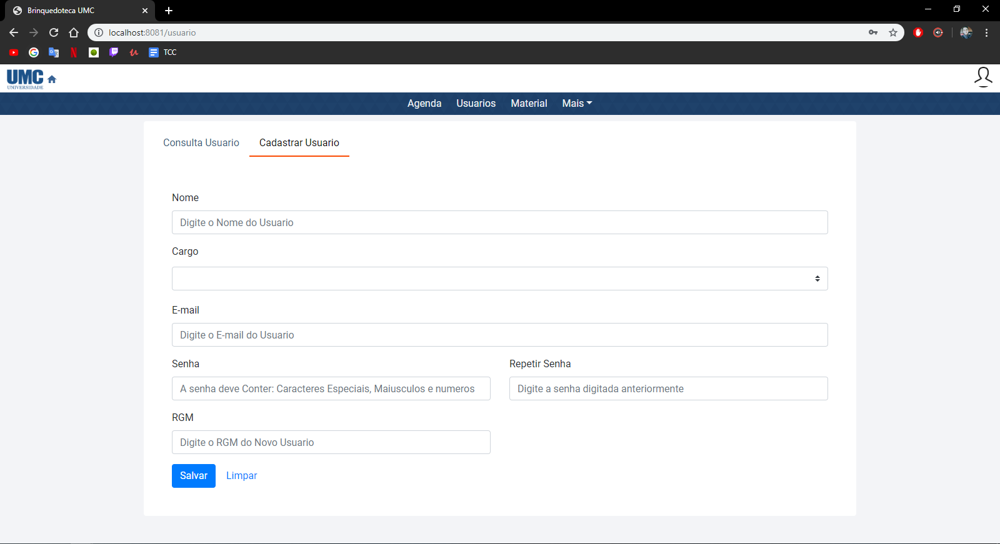 Brinquedoteca UMC
localhost:8081/usuario
TCC
UMC
UNIVERSIDADE
Agenda Usuarios Material Mais
Consulta Usuario Cadastrar Usuario
Nome
Digite o Nome do Usuario
Cargo
E-mail
Digite o E-mail do Usuario
Senha Repetir Senha
A senha deve Conter: Caracteres Especiais, Maiusculos e numeros Digite a senha digitada anteriormente
RGM
Digite o RGM do Novo Usuario
Salvar Limpar